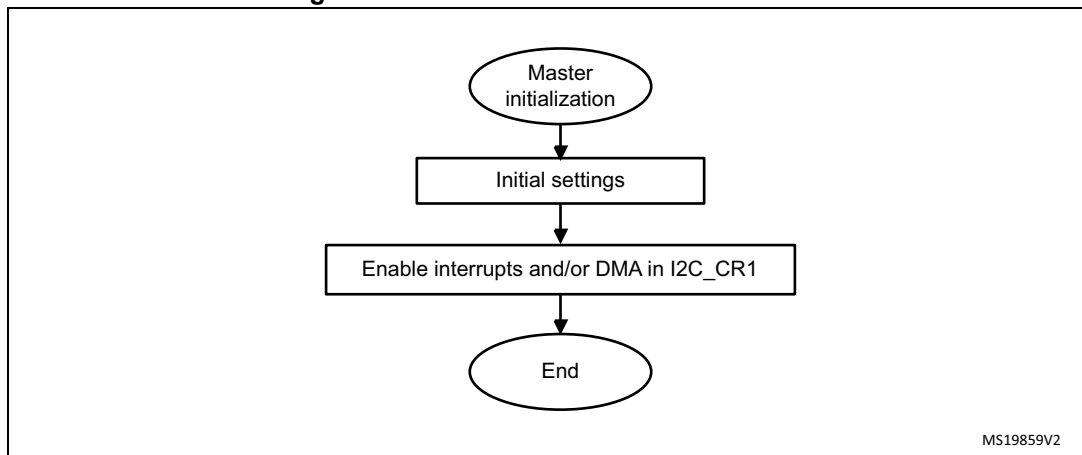 Master
initialization
Initial settings
Enable interrupts and/or DMA in I2C_CR1
End
MS19859V2